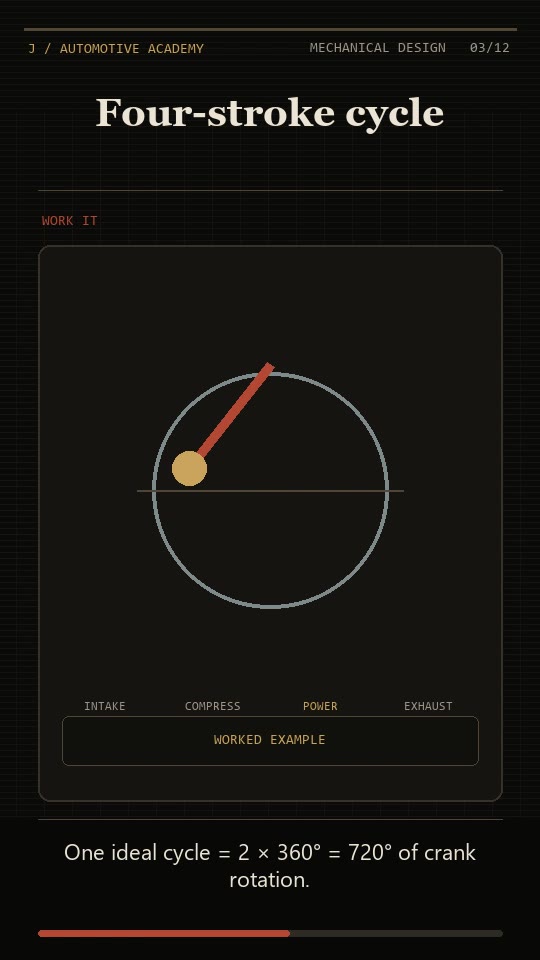 J / AUTOMOTIVE ACADEMY
MECHANICAL DESIGN 03/12
Four-stroke cycle
WORK IT
INTAKE COMPRESS POWER EXHAUST
WORKED EXAMPLE
One ideal cycle = 2 × 360° = 720° of crank
rotation.